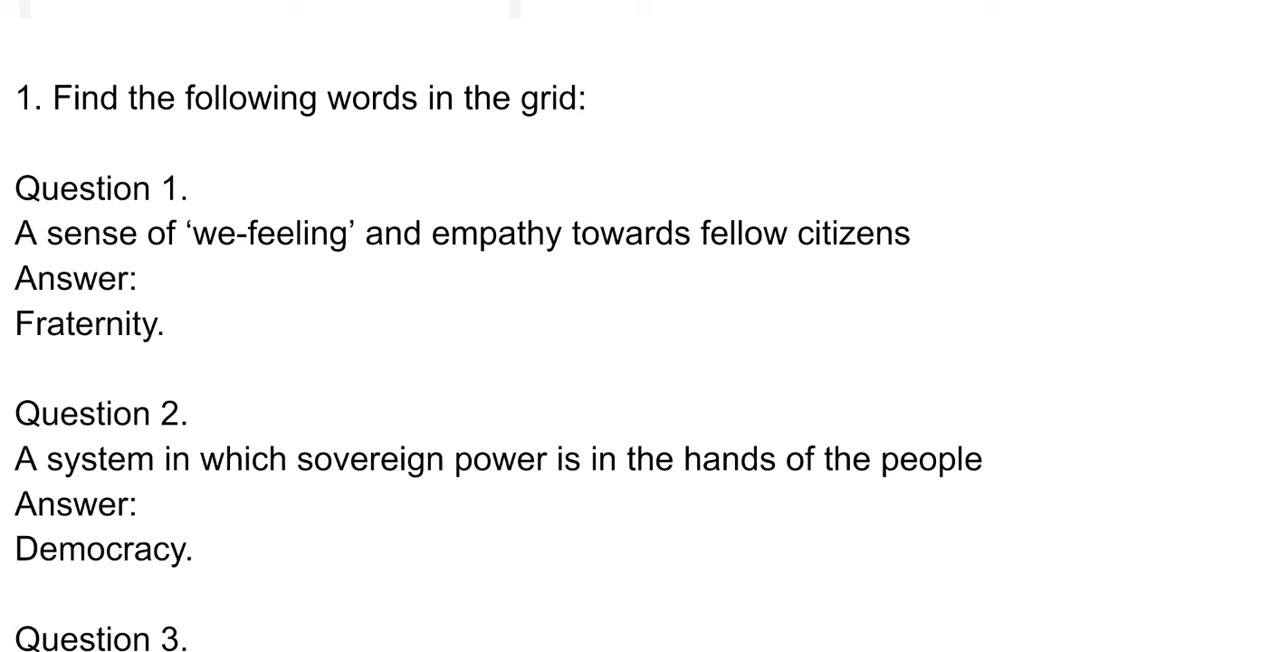 1. Find the following words in the grid:
Question 1.
A sense of ‘we-feeling’ and empathy towards fellow citizens
Answer:
Fraternity.
Question 2.
A system in which sovereign power is in the hands of the people
Answer:
Democracy.
Question 3.